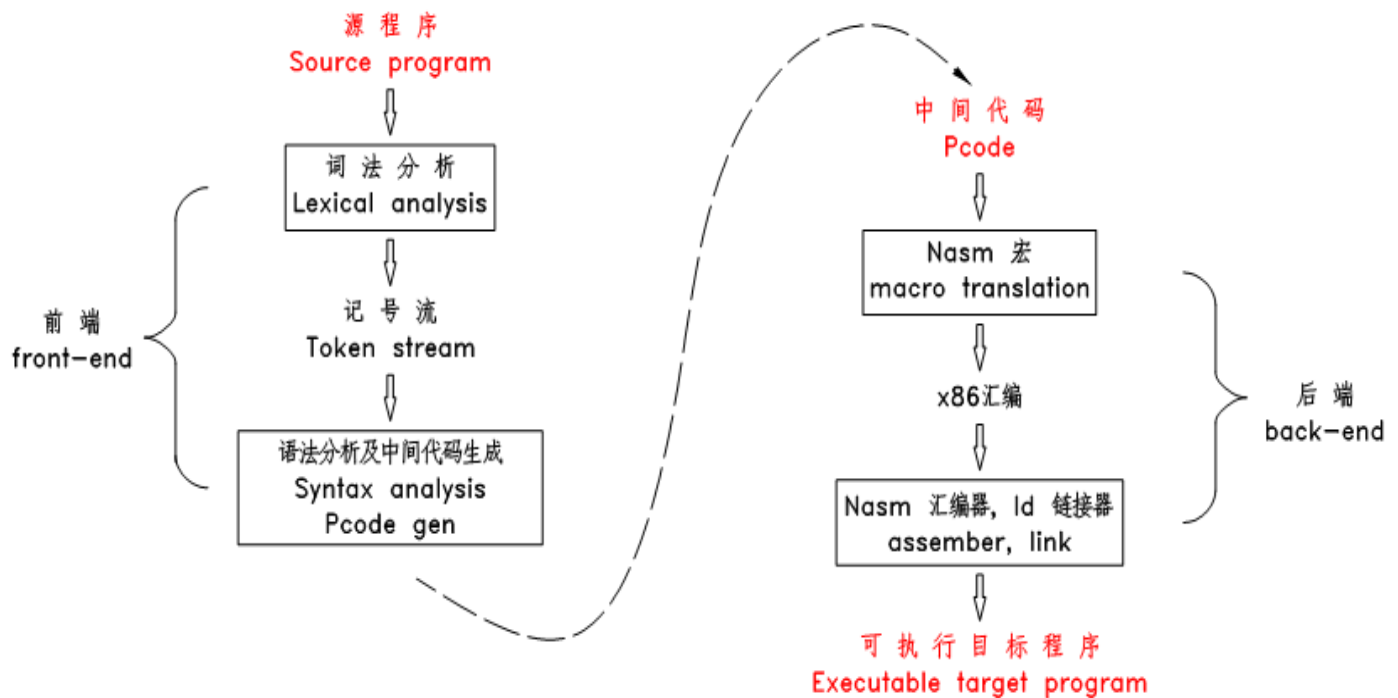 源程序
Source program
词法分析
Lexical analysis
记号流
Token stream
语法分析及中间代码生成
Syntax analysis
Pcode gen
前端
front-end
中间代码
Pcode
Nasm 宏
macro translation
x86汇编
Nasm 汇编器, ld 链接器
assember, link
可执行目标程序
Executable target program
后端
back-end